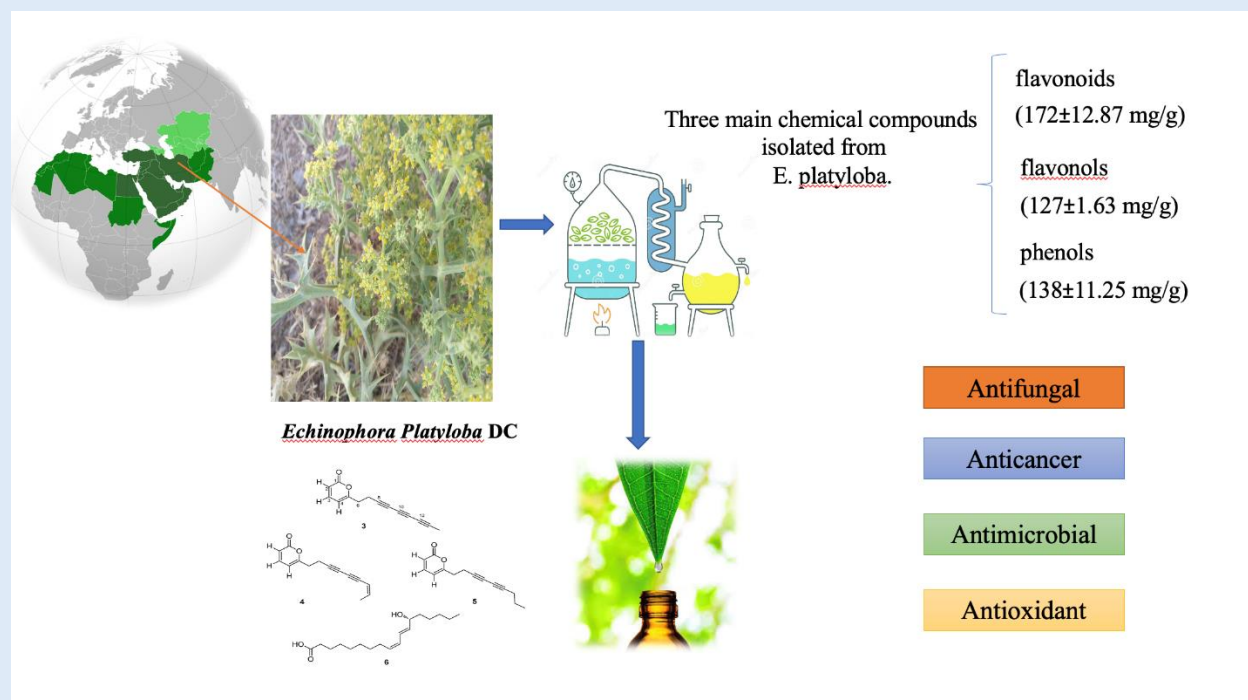 Three main chemical compounds
isolated from
E. platyloba.
flavonoids
(172±12.87 mg/g)
flavonols
(127±1.63 mg/g)
phenols
(138±11.25 mg/g)
Echinophora Platyloba DC
Antifungal
Anticancer
Antimicrobial
Antioxidant
O
O
H
H
H
3
O
O
H
H
H
4
O
O
H
H
H
5
HO
HO
O
6